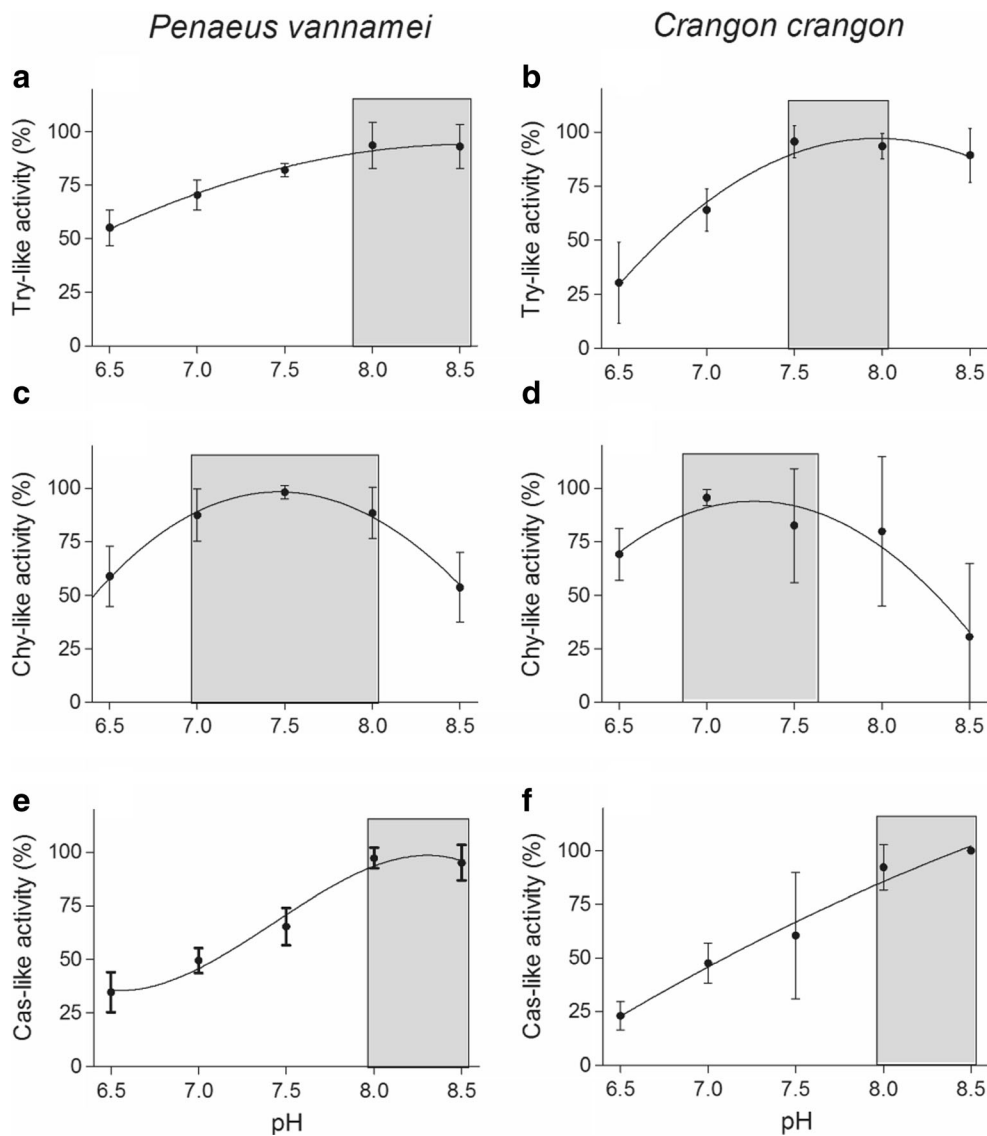 Penaeus vannamei
Crangon crangon
a
Try-like activity (%)
100
75
50
25
0
6.5 7.0 7.5 8.0 8.5
b
Try-like activity (%)
100
75
50
25
0
6.5 7.0 7.5 8.0 8.5
c
Chy-like activity (%)
100
75
50
25
0
6.5 7.0 7.5 8.0 8.5
d
Chy-like activity (%)
100
75
50
25
0
6.5 7.0 7.5 8.0 8.5
e
Cas-like activity (%)
100
75
50
25
0
6.5 7.0 7.5 8.0 8.5
pH
f
Cas-like activity (%)
100
75
50
25
0
6.5 7.0 7.5 8.0 8.5
pH